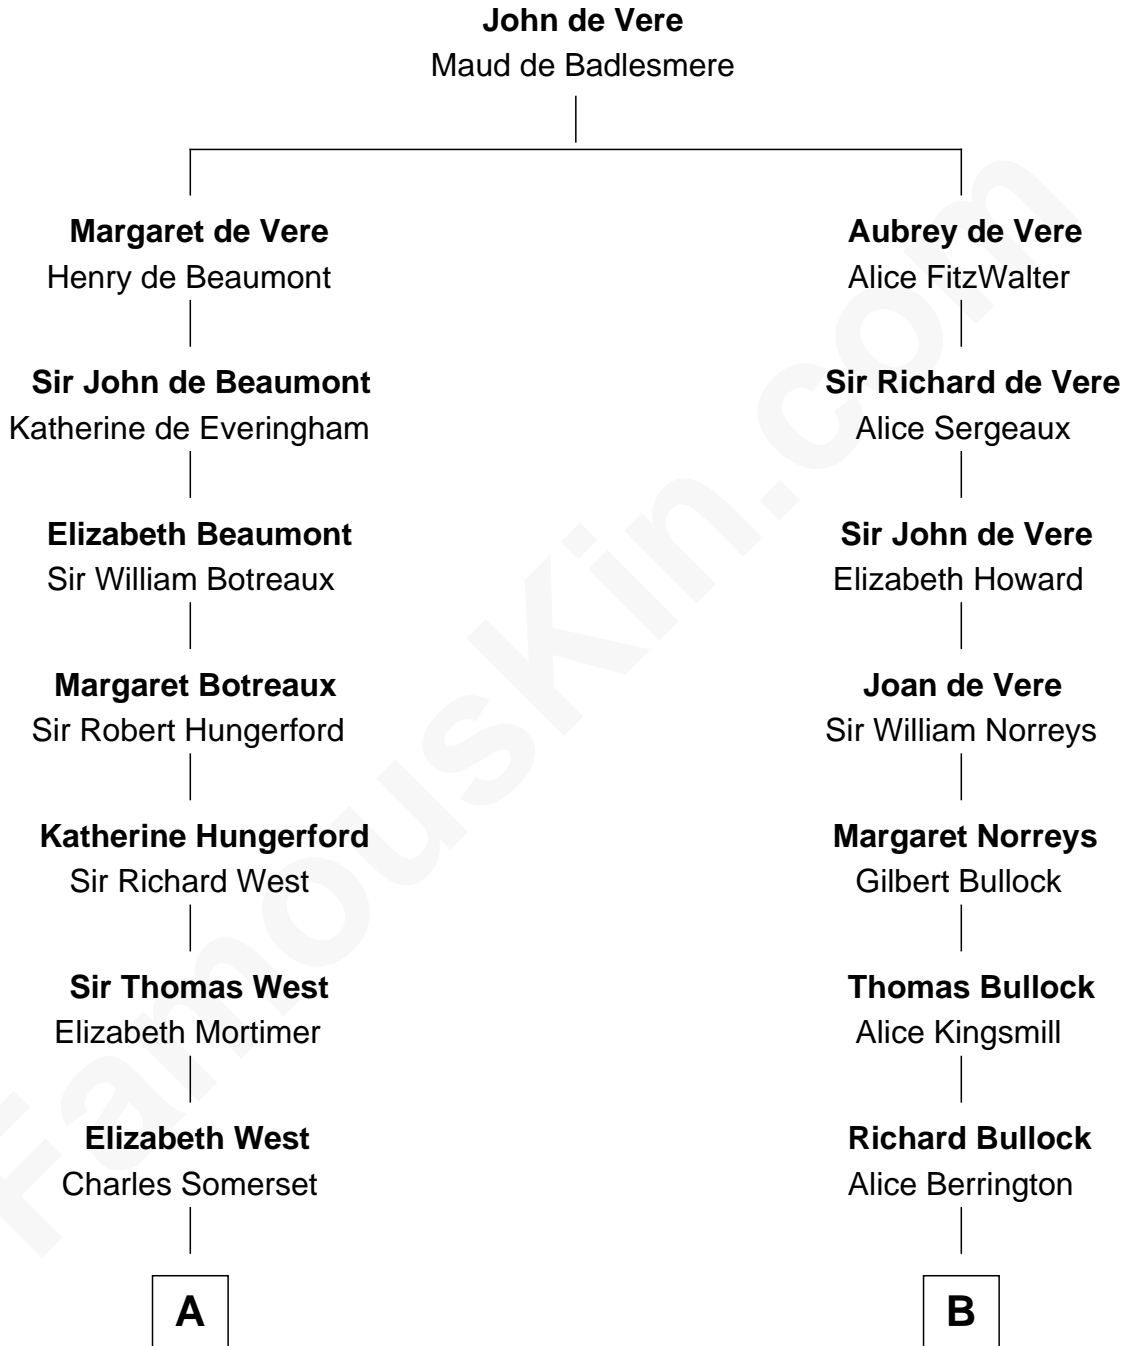 John de Vere
Maud de Badlesmere
Margaret de Vere
Henry de Beaumont
Aubrey de Vere
Alice FitzWalter
Sir John de Beaumont
Katherine de Everingham
Sir Richard de Vere
Alice Sergeaux
Elizabeth Beaumont
Sir William Botreaux
Sir John de Vere
Elizabeth Howard
Margaret Botreaux
Sir Robert Hungerford
Joan de Vere
Sir William Norreys
Katherine Hungerford
Sir Richard West
Margaret Norreys
Gilbert Bullock
Sir Thomas West
Elizabeth Mortimer
Thomas Bullock
Alice Kingsmill
Elizabeth West
Charles Somerset
Richard Bullock
Alice Berrington
A
B
FamousKin.com